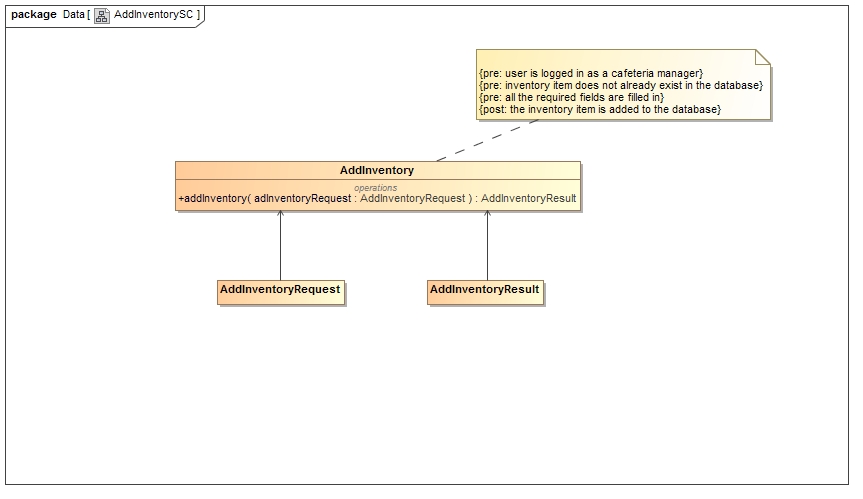 package Data [ AddInventorySC ]
{pre: user is logged in as a cafeteria manager}
{pre: inventory item does not already exist in the database}
{pre: all the required fields are filled in}
{post: the inventory item is added to the database}
AddInventory
operations
+addInventory( adInventoryRequest : AddInventoryRequest ) : AddInventoryResult
AddInventoryRequest
AddInventoryResult